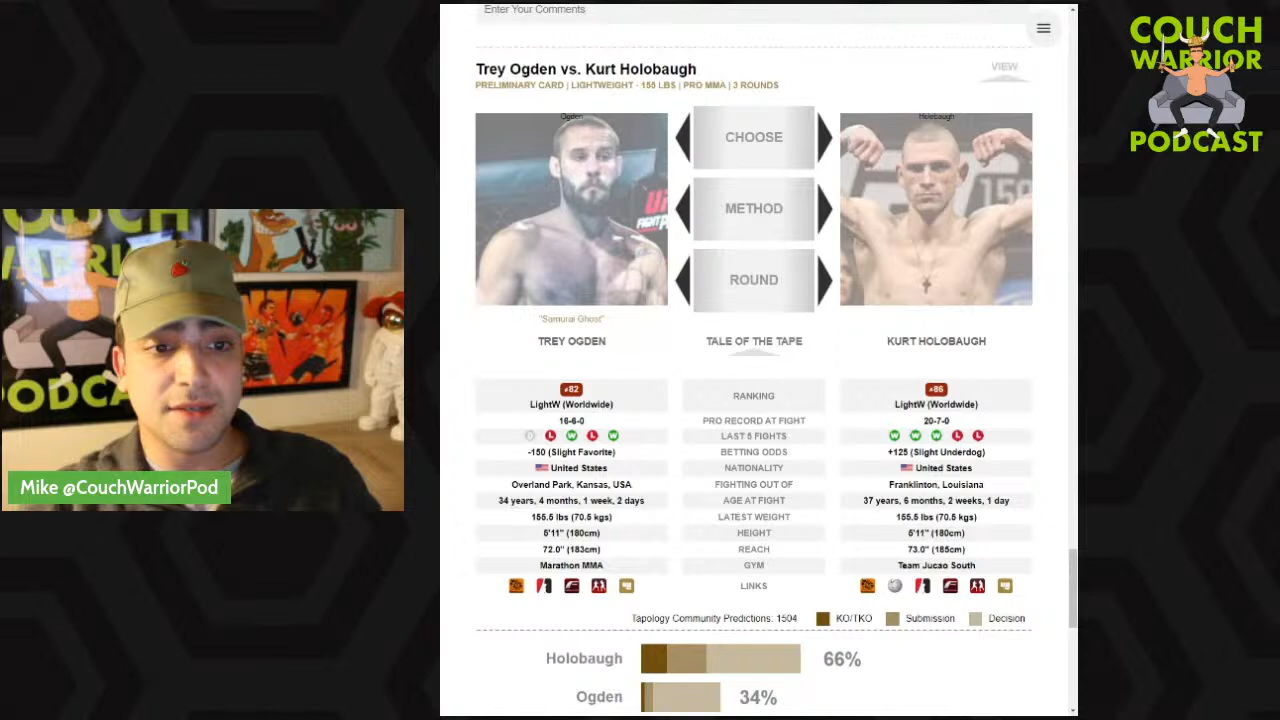 Enter Your Comments
COUCH
WARRIOR
PODCAST
Trey Ogden vs. Kurt Holobaugh
VIEW
PRELIMINARY CARD | LIGHTWEIGHT · 155 LBS | PRO MMA | 3 ROUNDS
Ogden
CHOOSE
Holobaugh
METHOD
ROUND
"Samurai Ghost"
TREY OGDEN
TALE OF THE TAPE
KURT HOLOBAUGH
#82
RANKING
#86
LightW (Worldwide)
LightW (Worldwide)
16-6-0
PRO RECORD AT FIGHT
20-7-0
L W L W
LAST 5 FIGHTS
W W W L L
-150 (Slight Favorite)
BETTING ODDS
+125 (Slight Underdog)
United States
NATIONALITY
United States
Overland Park, Kansas, USA
FIGHTING OUT OF
Franklinton, Louisiana
34 years, 4 months, 1 week, 2 days
AGE AT FIGHT
37 years, 6 months, 2 weeks, 1 day
155.5 lbs (70.5 kgs)
LATEST WEIGHT
155.5 lbs (70.5 kgs)
5'11" (180cm)
HEIGHT
5'11" (180cm)
72.0" (183cm)
REACH
73.0" (185cm)
Marathon MMA
GYM
Team Jucao South
LINKS
Tapology Community Predictions: 1504
KO/TKO
Submission
Decision
Holobaugh
66%
Ogden
34%
Mike @CouchWarriorPod